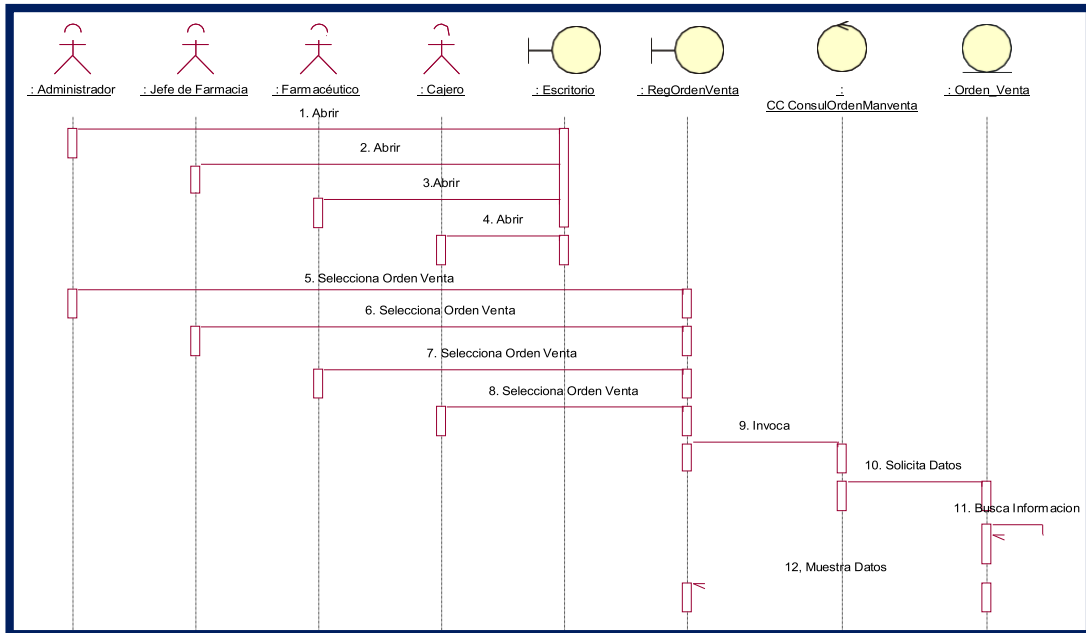 : Administrador
: Jefe de Farmacia
: Farmacéutico
: Cajero
: Escritorio
: RegOrdenVenta
:
CC ConsulOrdenManventa
: Orden_Venta
1. Abrir
2. Abrir
3.Abrir
4. Abrir
5. Selecciona Orden Venta
6. Selecciona Orden Venta
7. Selecciona Orden Venta
8. Selecciona Orden Venta
9. Invoca
10. Solicita Datos
11. Busca Informacion
12, Muestra Datos